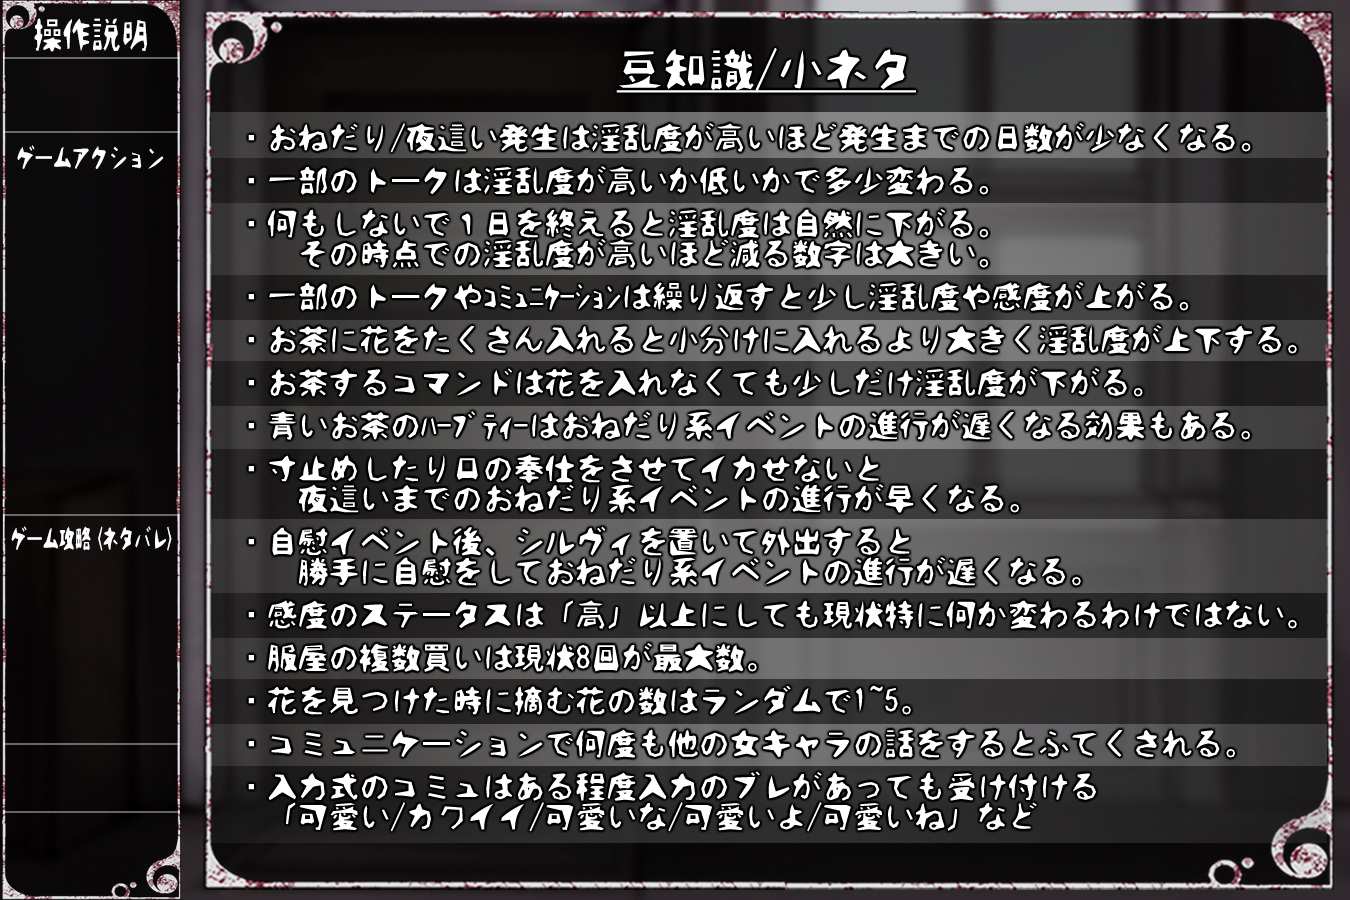 操作説明
ゲームアクション
ゲーム攻略(ネタバレ)
豆知識/小ネタ
・おねだり/夜這い発生は淫乱度が高いほど発生までの日数が少なくなる。
・一部のトークは淫乱度が高いか低いかで多少変わる。
・何もしないで1日を終えると淫乱度は自然に下がる。
その時点での淫乱度が高いほど減る数字は大きい。
・一部のトークやコミュニケーションは繰り返すと少し淫乱度や感度が上がる。
・お茶に花をたくさん入れると小分けに入れるより大きく淫乱度が上下する。
・お茶するコマンドは花を入れなくても少しだけ淫乱度が下がる。
・青いお茶のハーブティーはおねだり系イベントの進行が遅くなる効果もある。
・寸止めしたり口の奉仕をさせてイカせないと
夜這いまでのおねだり系イベントの進行が早くなる。
・自慰イベント後、シルヴィを置いて外出すると
勝手に自慰をしておねだり系イベントの進行が遅くなる。
・感度のステータスは「高」以上にしても現状特に何か変わるわけではない。
・服屋の複数買いは現状8回が最大数。
・花を見つけた時に摘む花の数はランダムで1~5。
・コミュニケーションで何度も他の女キャラの話をするとふてくされる。
・入力式のコミュはある程度入力のブレがあっても受け付ける
「可愛い/カワイイ/可愛いな/可愛いよ/可愛いね」など